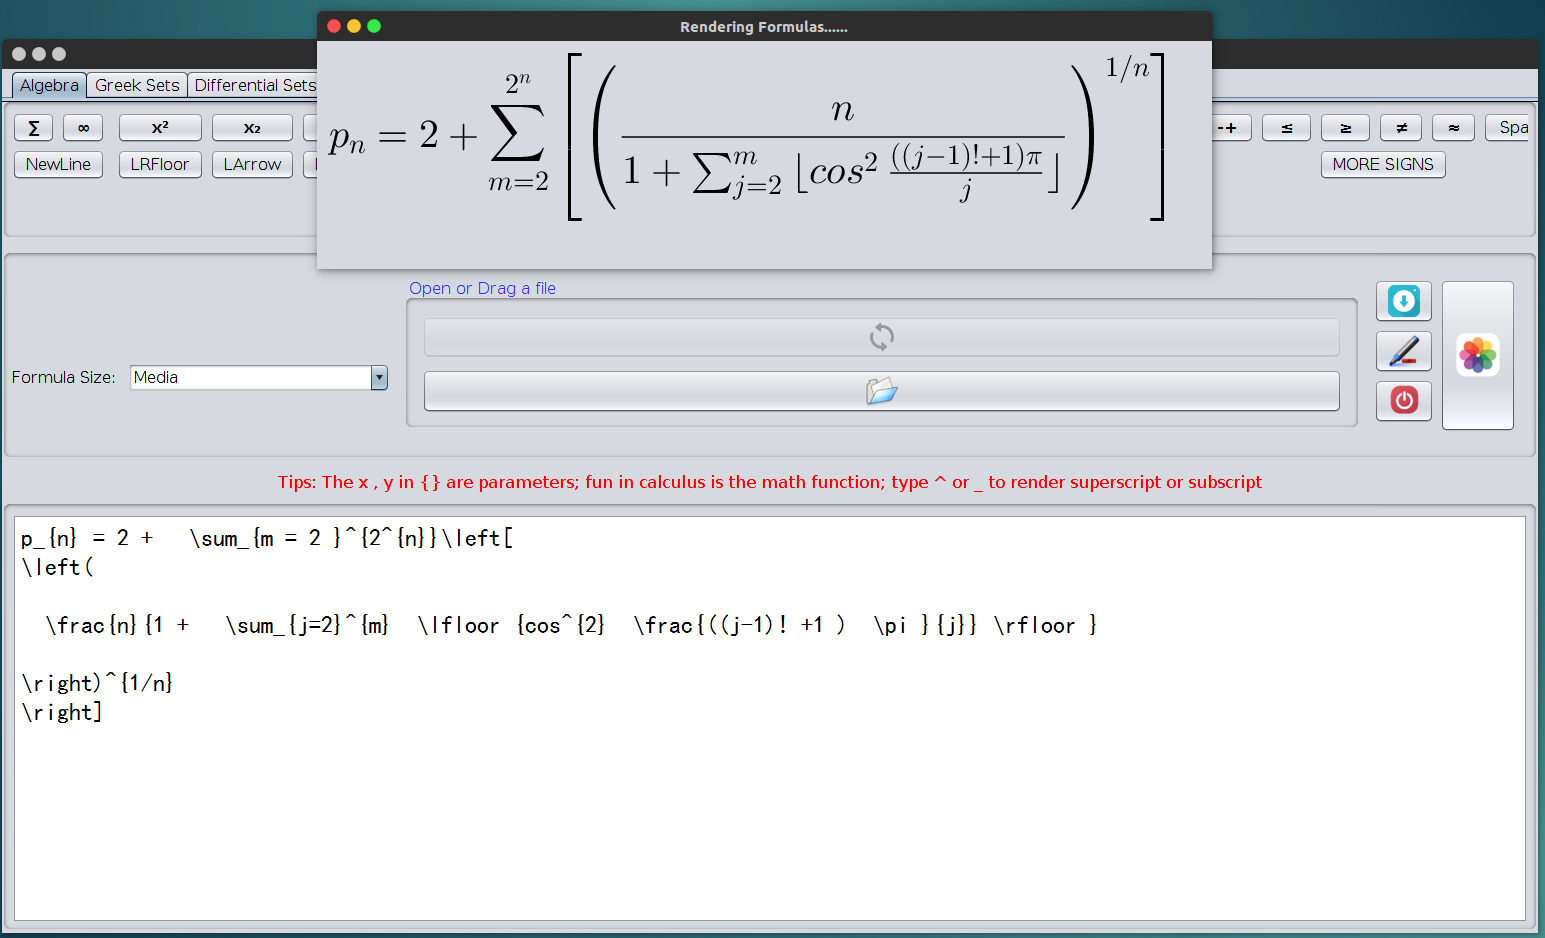 Rendering Formulas......
p_n = 2 + \sum_{m=2}^{2^n} \left[ \left( \frac{n}{1 + \sum_{j=2}^{m} \lfloor cos^2 \frac{((j-1)!+1)\pi}{j} \rfloor} \right)^{1/n} \right]
Algebra Greek Sets Differential Sets
Σ ∞ x² x₂ -+ ≤ ≥ ≠ ≈ Spa
NewLine LRFloor LArrow MORE SIGNS
Open or Drag a file
Formula Size: Media
Tips: The x , y in {} are parameters; fun in calculus is the math function; type ^ or _ to render superscript or subscript
p_{n} = 2 +   \sum_{m = 2 }^{2^{n}}\left[
\left(
\frac{n}{1 +   \sum_{j=2}^{m}  \lfloor {cos^{2}  \frac{((j-1)! +1 )  \pi }{j}} \rfloor }
\right)^{1/n}
\right]